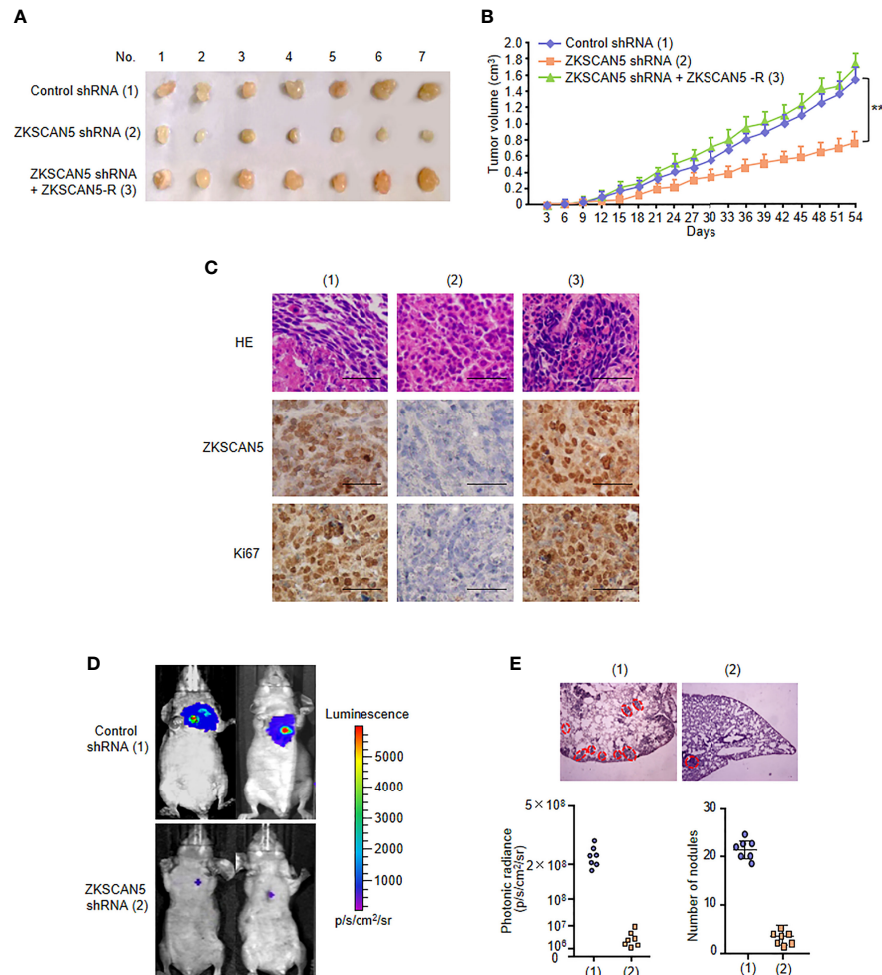 A
No. 1 2 3 4 5 6 7
Control shRNA (1)
ZKSCAN5 shRNA (2)
ZKSCAN5 shRNA
+ ZKSCAN5-R (3)
B
Control shRNA (1)
ZKSCAN5 shRNA (2)
ZKSCAN5 shRNA + ZKSCAN5 -R (3)
Tumor volume (cm³)
2.0
1.8
1.6
1.4
1.2
1.0
0.8
0.6
0.4
0.2
0
**
3 6 9 12 15 18 21 24 27 30 33 36 39 42 45 48 51 54
Days
C
(1) (2) (3)
HE
ZKSCAN5
Ki67
D
Control
shRNA (1)
ZKSCAN5
shRNA (2)
Luminescence
5000
4000
3000
2000
1000
p/s/cm²/sr
E
(1) (2)
Photonic radiance
(p/s/cm²/sr)
5×10⁸
2×10⁸
10⁸
10⁷
10⁶
0
(1) (2)
Number of nodules
30
20
10
0
(1) (2)